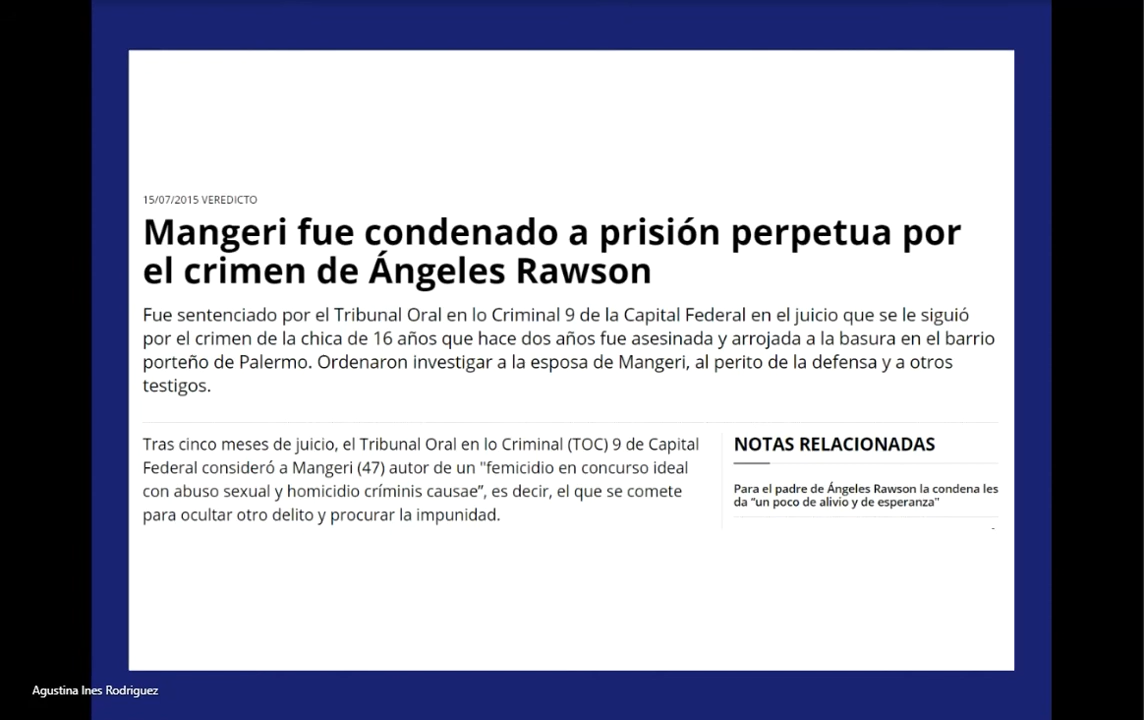 15/07/2015 VEREDICTO
Mangeri fue condenado a prisión perpetua por
el crimen de Ángeles Rawson
Fue sentenciado por el Tribunal Oral en lo Criminal 9 de la Capital Federal en el juicio que se le siguió
por el crimen de la chica de 16 años que hace dos años fue asesinada y arrojada a la basura en el barrio
porteño de Palermo. Ordenaron investigar a la esposa de Mangeri, al perito de la defensa y a otros
testigos.
Tras cinco meses de juicio, el Tribunal Oral en lo Criminal (TOC) 9 de Capital
Federal consideró a Mangeri (47) autor de un "femicidio en concurso ideal
con abuso sexual y homicidio críminis causae”, es decir, el que se comete
para ocultar otro delito y procurar la impunidad.
NOTAS RELACIONADAS
Para el padre de Ángeles Rawson la condena les
da “un poco de alivio y de esperanza”
Agustina Ines Rodriguez